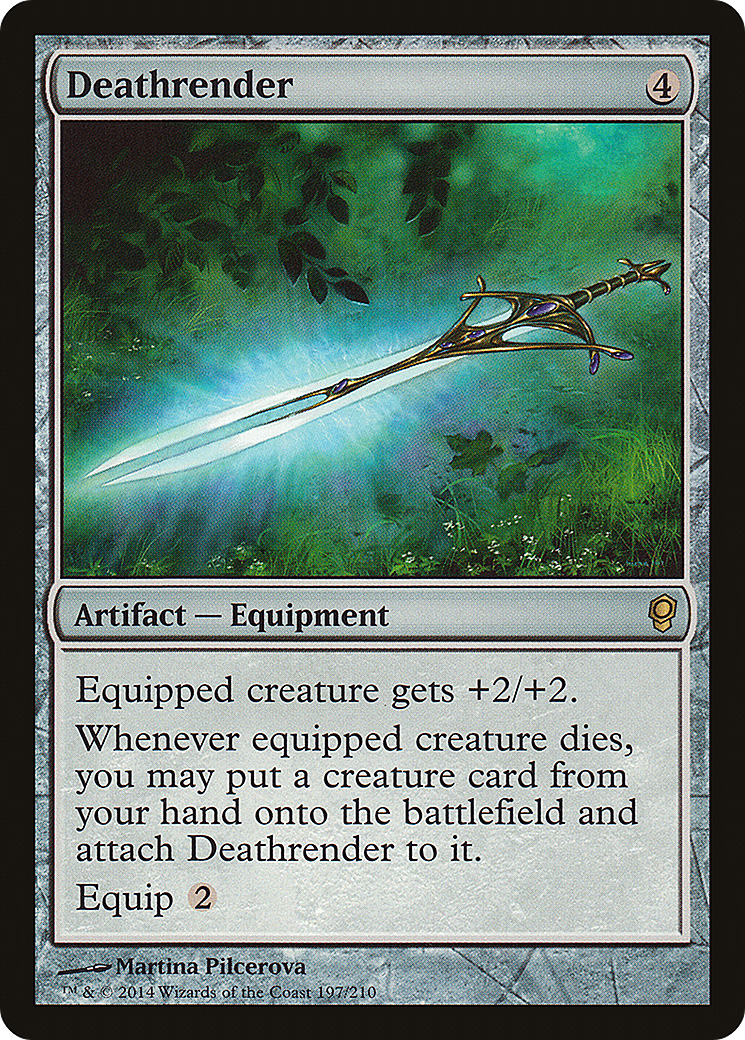 Deathrender 4
Artifact — Equipment
Equipped creature gets +2/+2.
Whenever equipped creature dies,
you may put a creature card from
your hand onto the battlefield and
attach Deathrender to it.
Equip 2
Martina Pilcerova
™ & © 2014 Wizards of the Coast 197/210